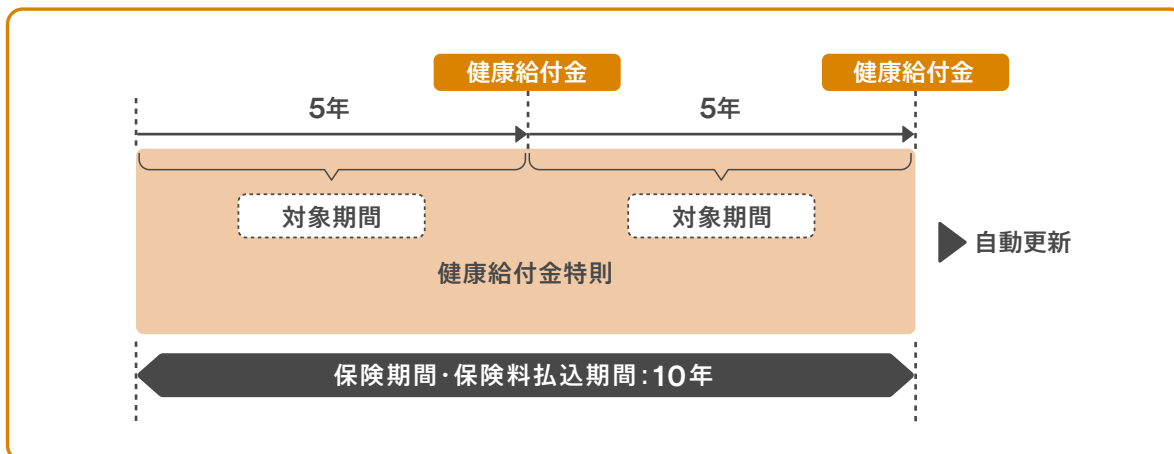 健康給付金
健康給付金
5年
5年
対象期間
対象期間
自動更新
健康給付金特則
保険期間・保険料払込期間:10年